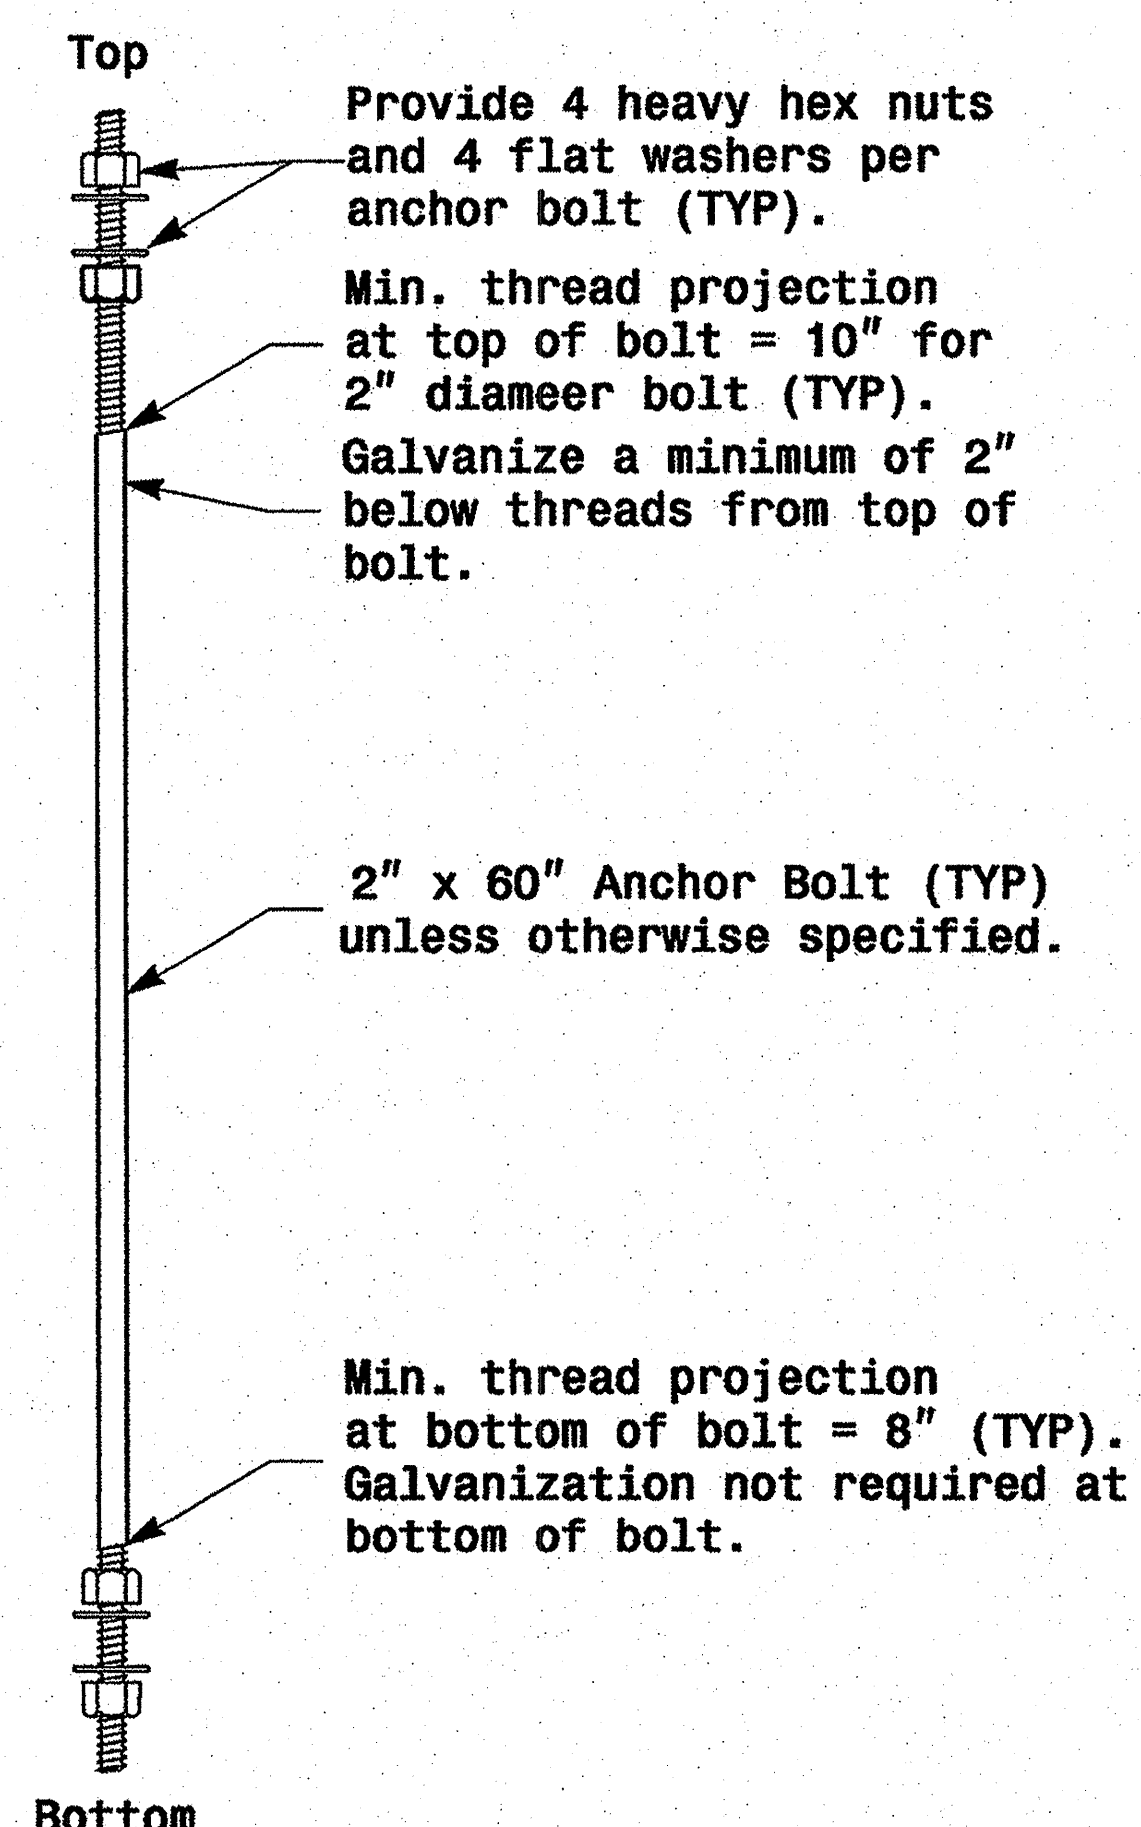 Top
Provide 4 heavy hex nuts
and 4 flat washers per
anchor bolt (TYP).
Min. thread projection
at top of bolt = 10" for
2" diameer bolt (TYP).
Galvanize a minimum of 2"
below threads from top of
bolt.
2" x 60" Anchor Bolt (TYP)
unless otherwise specified.
Min. thread projection
at bottom of bolt = 8" (TYP).
Galvanization not required at
bottom of bolt.
Bottom